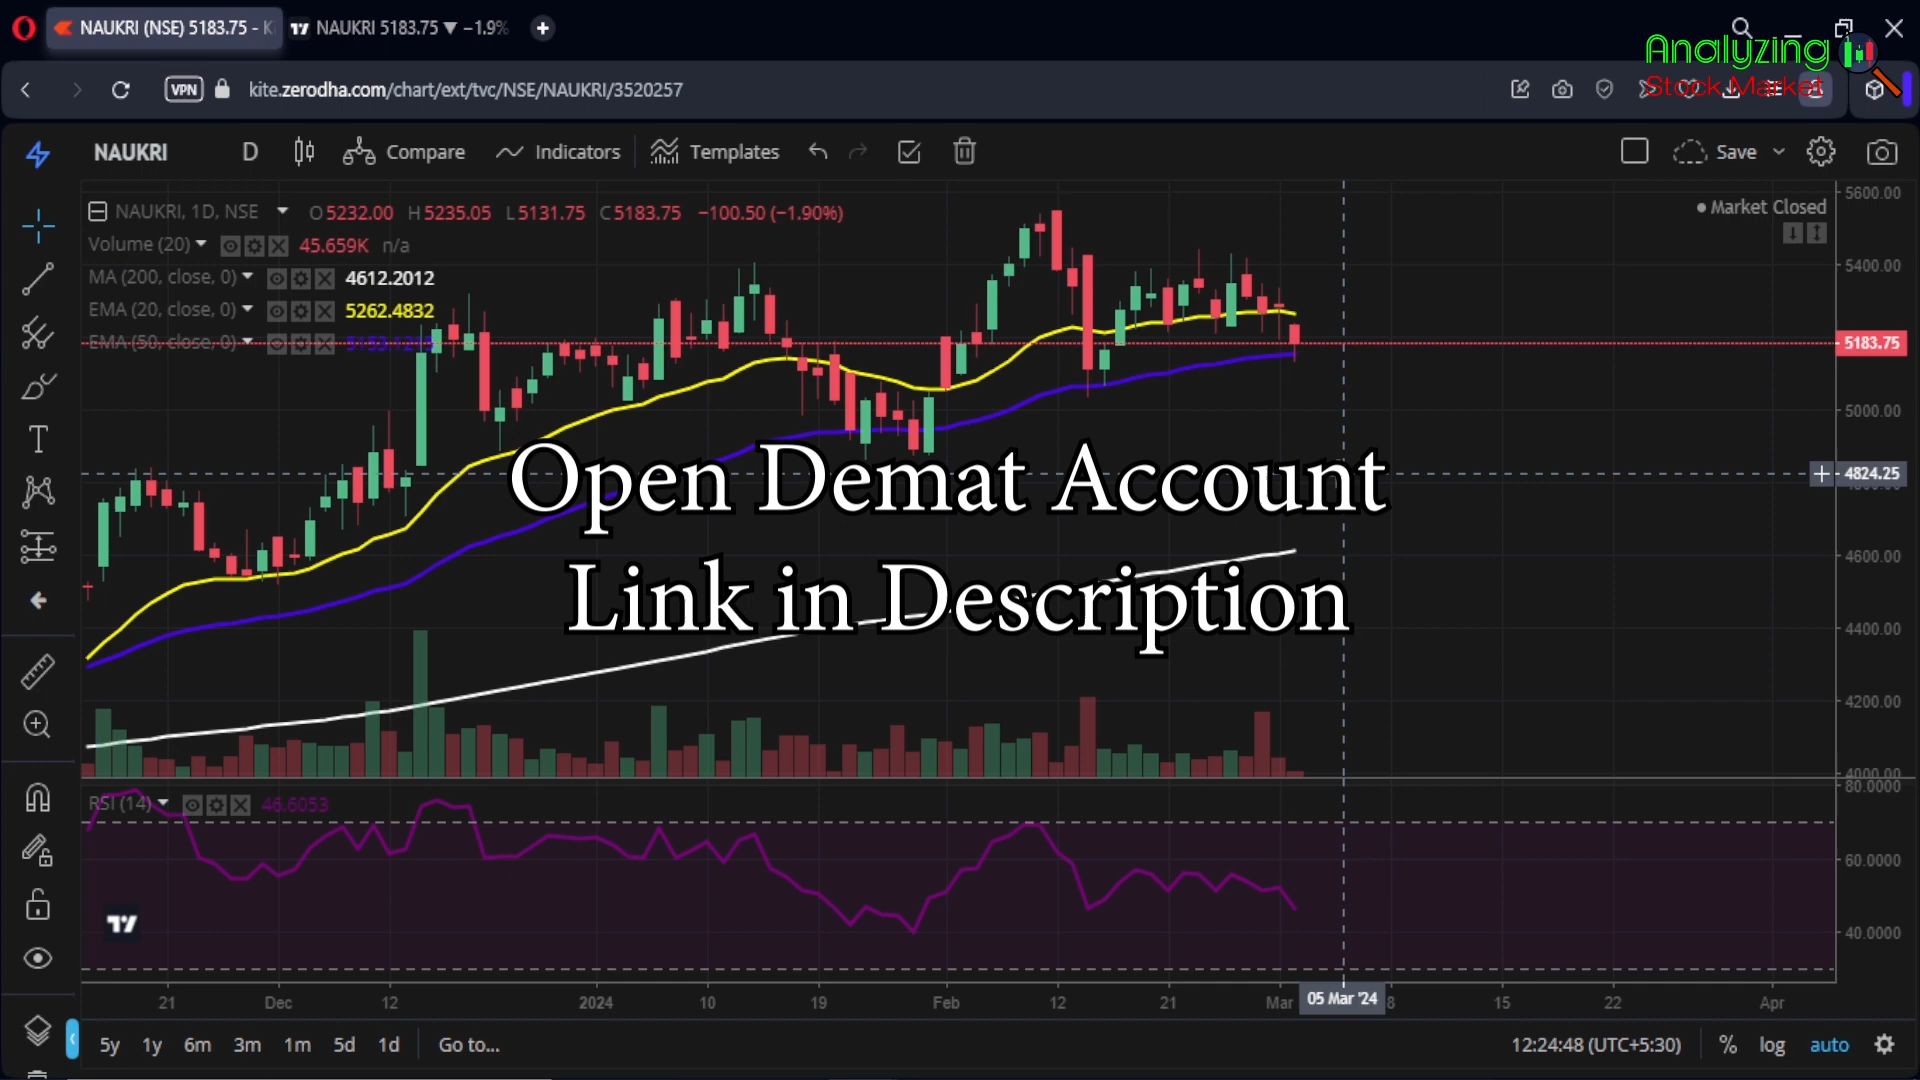 NAUKRI (NSE) 5183.75 - K
NAUKRI 5183.75 ▼ −1.9%
Analyzing
Stock Market
VPN
kite.zerodha.com/chart/ext/tvc/NSE/NAUKRI/3520257
NAUKRI D Compare Indicators Templates Save
NAUKRI, 1D, NSE O5232.00 H5235.05 L5131.75 C5183.75 −100.50 (−1.90%)
Market Closed
Volume (20) 45.659K n/a
MA (200, close, 0) 4612.2012
EMA (20, close, 0) 5262.4832
EMA (50, close, 0)
5600.00
5400.00
5183.75
5000.00
4824.25
4600.00
4400.00
4200.00
4000.00
Open Demat Account
Link in Description
RSI (14) 46.6053
80.0000
60.0000
40.0000
21 Dec 12 2024 10 19 Feb 12 21 Mar 05 Mar '24 8 15 22 Apr
5y 1y 6m 3m 1m 5d 1d Go to...
12:24:48 (UTC+5:30) % log auto